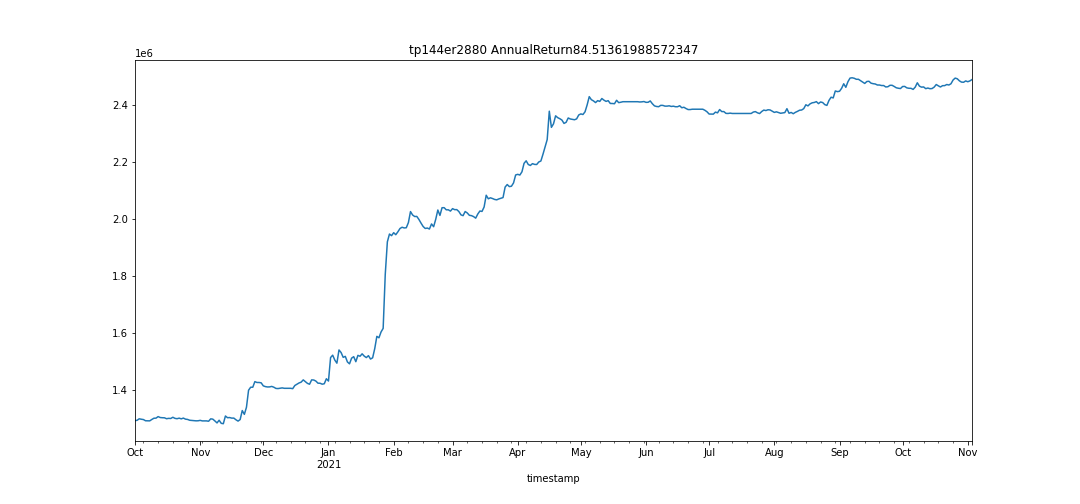 tp144er2880 AnnualReturn84.51361988572347
1e6
2.4
2.2
2.0
1.8
1.6
1.4
Oct Nov Dec Jan Feb Mar Apr May Jun Jul Aug Sep Oct Nov
2021
timestamp